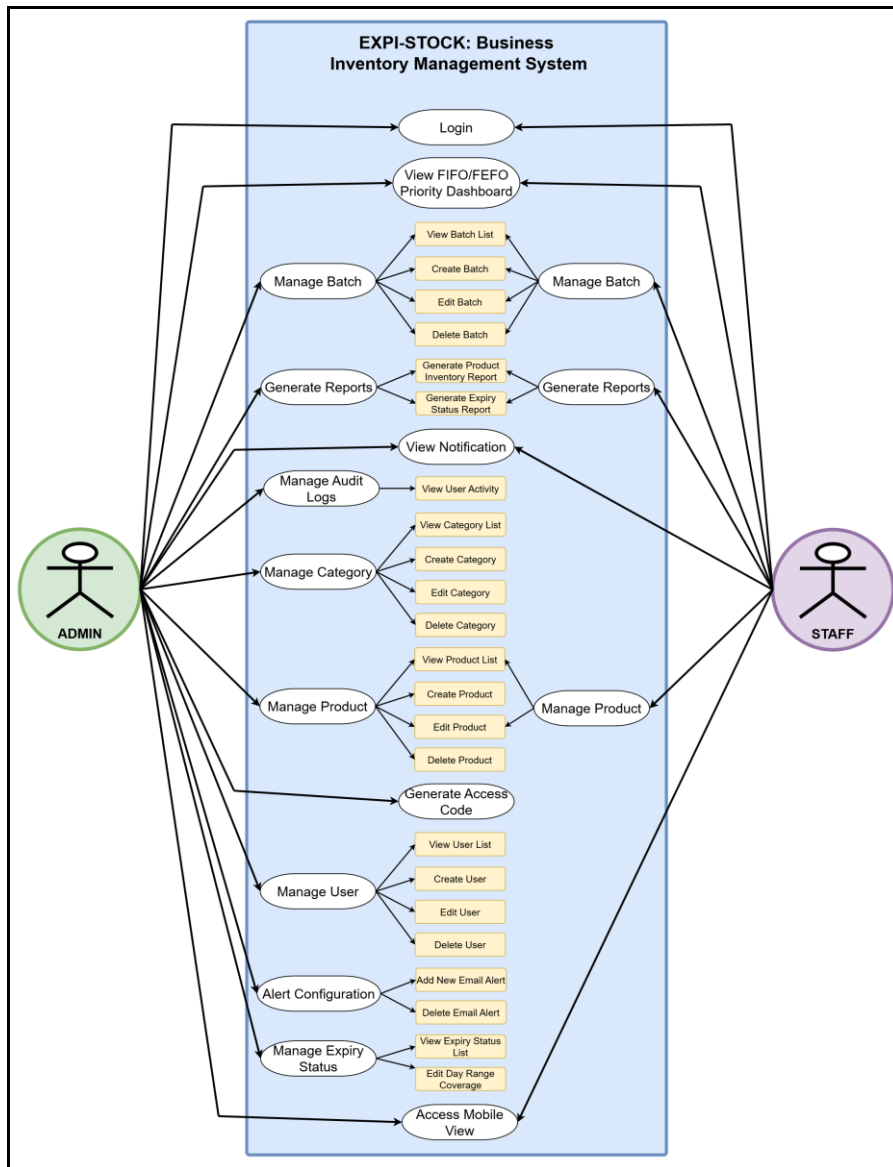 EXPI-STOCK: Business
Inventory Management System
Login
View FIFO/FEFO
Priority Dashboard
View Batch List
Create Batch
Manage Batch
Manage Batch
Edit Batch
Delete Batch
Generate Product
Inventory Report
Generate Reports
Generate Reports
Generate Expiry
Status Report
View Notification
Manage Audit
Logs
View User Activity
View Category List
Create Category
Manage Category
Edit Category
Delete Category
ADMIN
STAFF
View Product List
Create Product
Manage Product
Manage Product
Edit Product
Delete Product
Generate Access
Code
View User List
Create User
Manage User
Edit User
Delete User
Add New Email Alert
Alert Configuration
Delete Email Alert
View Expiry Status
List
Manage Expiry
Status
Edit Day Range
Coverage
Access Mobile
View